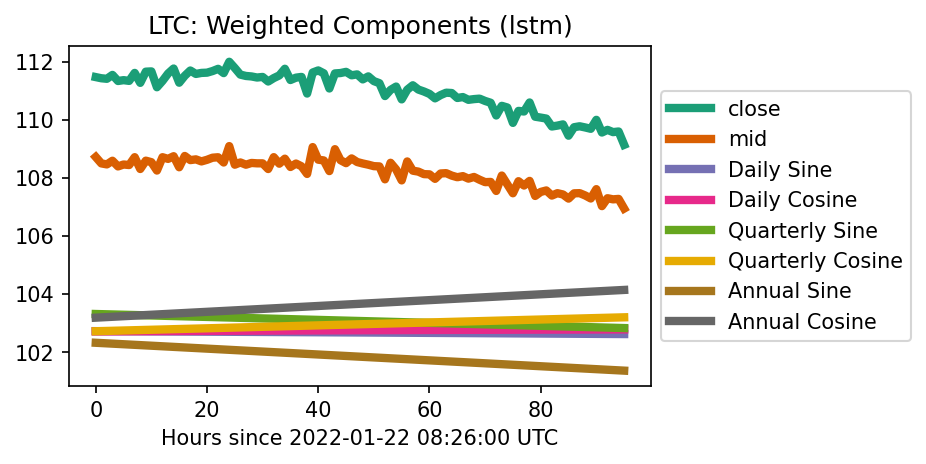 LTC: Weighted Components (lstm)
112
110
108
106
104
102
0
20
40
60
80
Hours since 2022-01-22 08:26:00 UTC
close
mid
Daily Sine
Daily Cosine
Quarterly Sine
Quarterly Cosine
Annual Sine
Annual Cosine